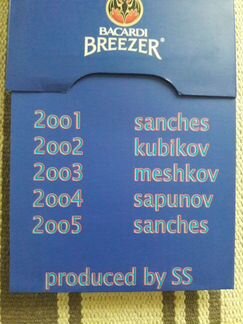 BACARDI
BREEZER®
2oo1 sanches
2oo2 kubikov
2oo3 meshkov
2oo4 sapunov
2oo5 sanches
produced by SS